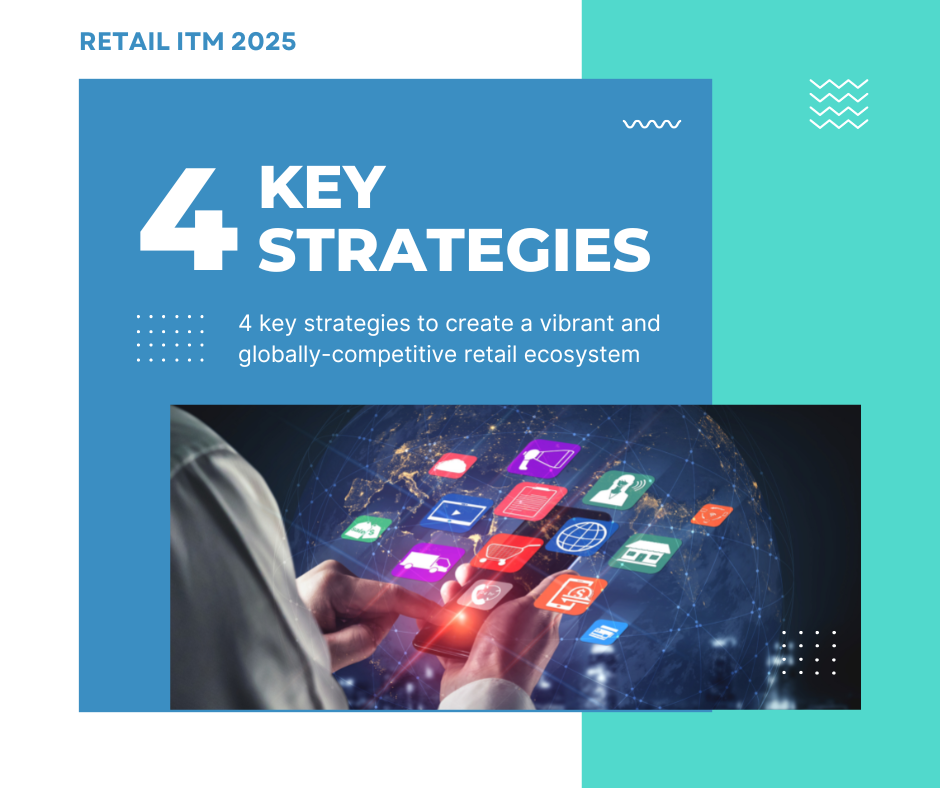 RETAIL ITM 2025
4 KEY
STRATEGIES
4 key strategies to create a vibrant and
globally-competitive retail ecosystem